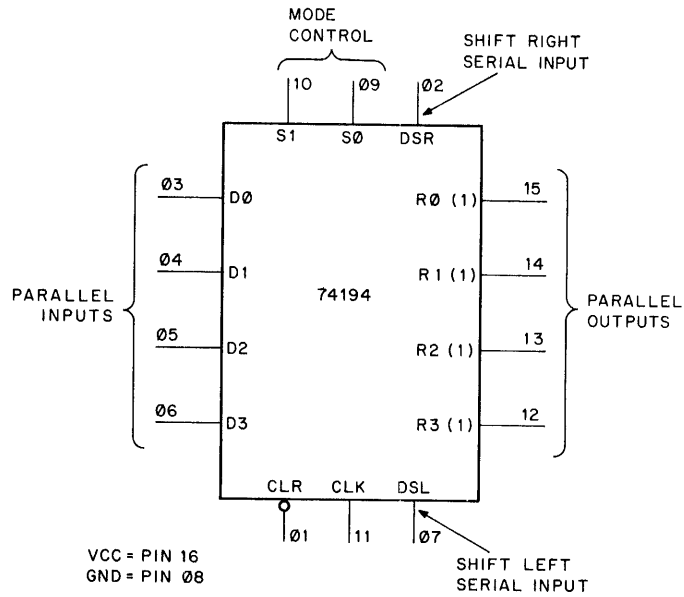 MODE
CONTROL
SHIFT RIGHT
SERIAL INPUT
10 Ø9 Ø2
S1 SØ DSR
Ø3 DØ RØ (1) 15
Ø4 D1 R1 (1) 14
74194
PARALLEL
INPUTS
PARALLEL
OUTPUTS
Ø5 D2 R2 (1) 13
Ø6 D3 R3 (1) 12
CLR CLK DSL
Ø1 11 Ø7
VCC = PIN 16
GND = PIN Ø8
SHIFT LEFT
SERIAL INPUT